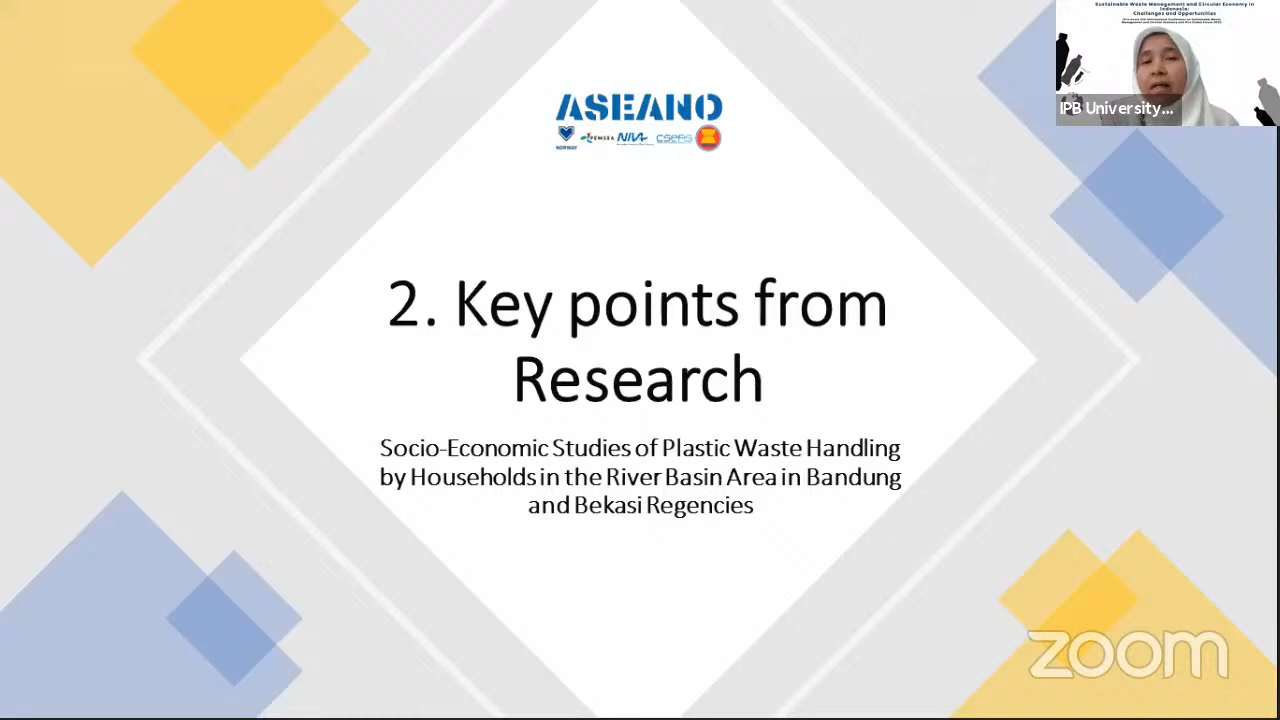 Sustainable Waste Management and Circular Economy in
Indonesia:
Challenges and Opportunities
IPB University...
ASEANO
PEMSEA
NIVA
CSEAS
2. Key points from
Research
Socio-Economic Studies of Plastic Waste Handling
by Households in the River Basin Area in Bandung
and Bekasi Regencies
zoom